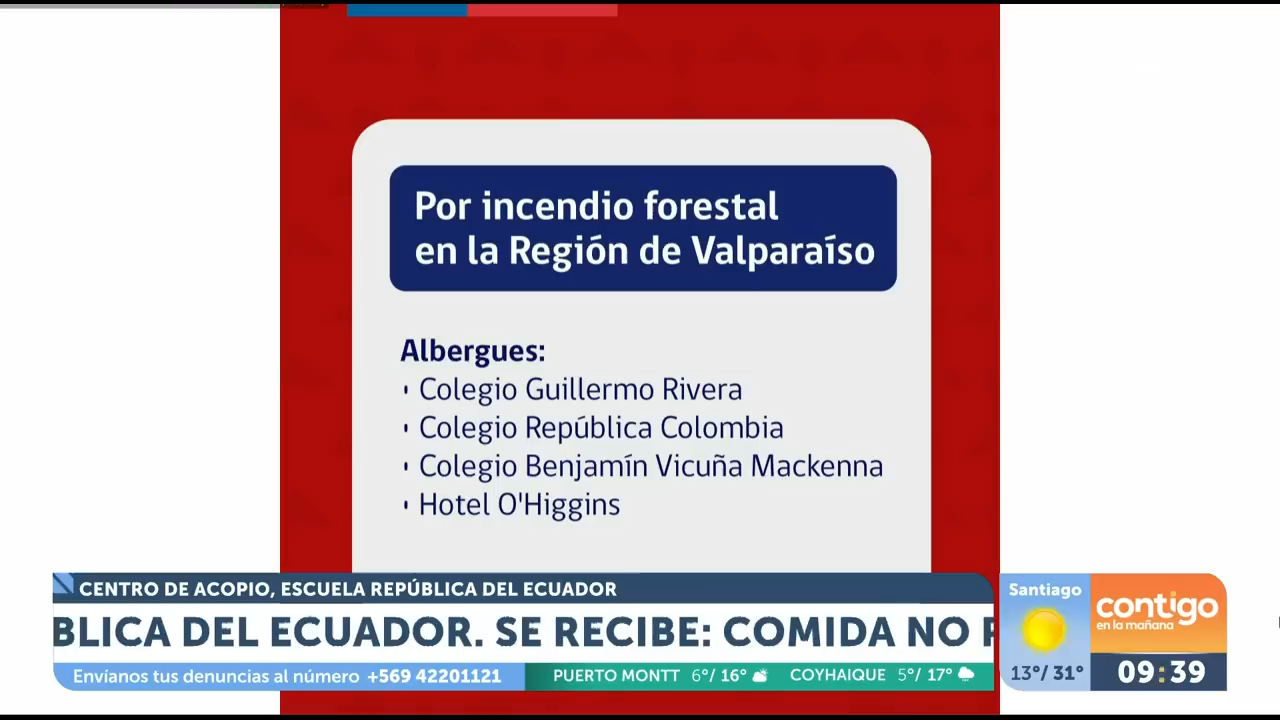 Por incendio forestal
en la Región de Valparaíso
Albergues:
• Colegio Guillermo Rivera
• Colegio República Colombia
• Colegio Benjamín Vicuña Mackenna
• Hotel O'Higgins
CENTRO DE ACOPIO, ESCUELA REPÚBLICA DEL ECUADOR
BLICA DEL ECUADOR. SE RECIBE: COMIDA NO
Envíanos tus denuncias al número +569 42201121
PUERTO MONTT 6°/ 16° COYHAIQUE 5°/ 17°
Santiago
13°/ 31°
contigo
en la mañana
09:39